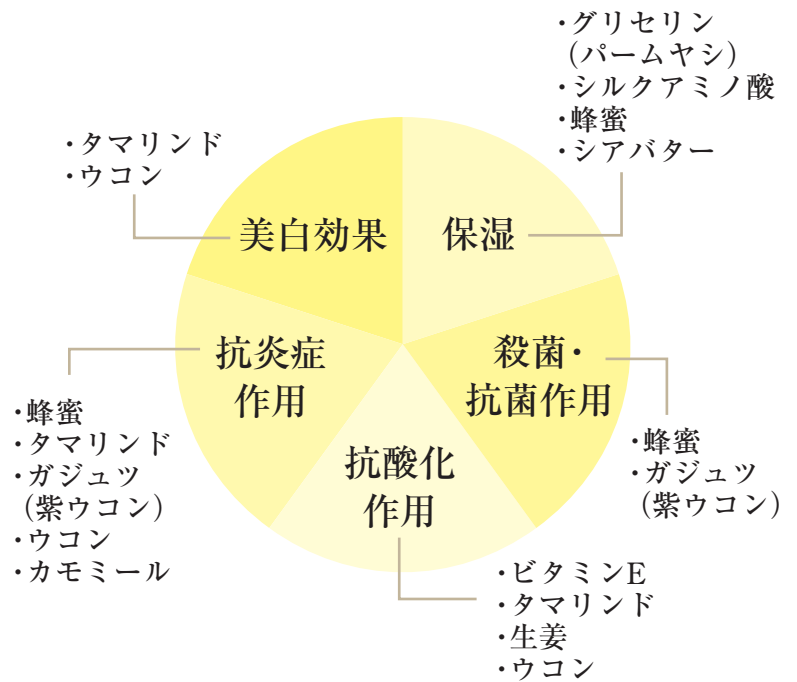 ・グリセリン
（パームヤシ）
・シルクアミノ酸
・蜂蜜
・シアバター
保湿
殺菌・
抗菌作用
・蜂蜜
・ガジュツ
（紫ウコン）
抗酸化
作用
・ビタミンE
・タマリンド
・生姜
・ウコン
抗炎症
作用
・蜂蜜
・タマリンド
・ガジュツ
（紫ウコン）
・ウコン
・カモミール
美白効果
・タマリンド
・ウコン